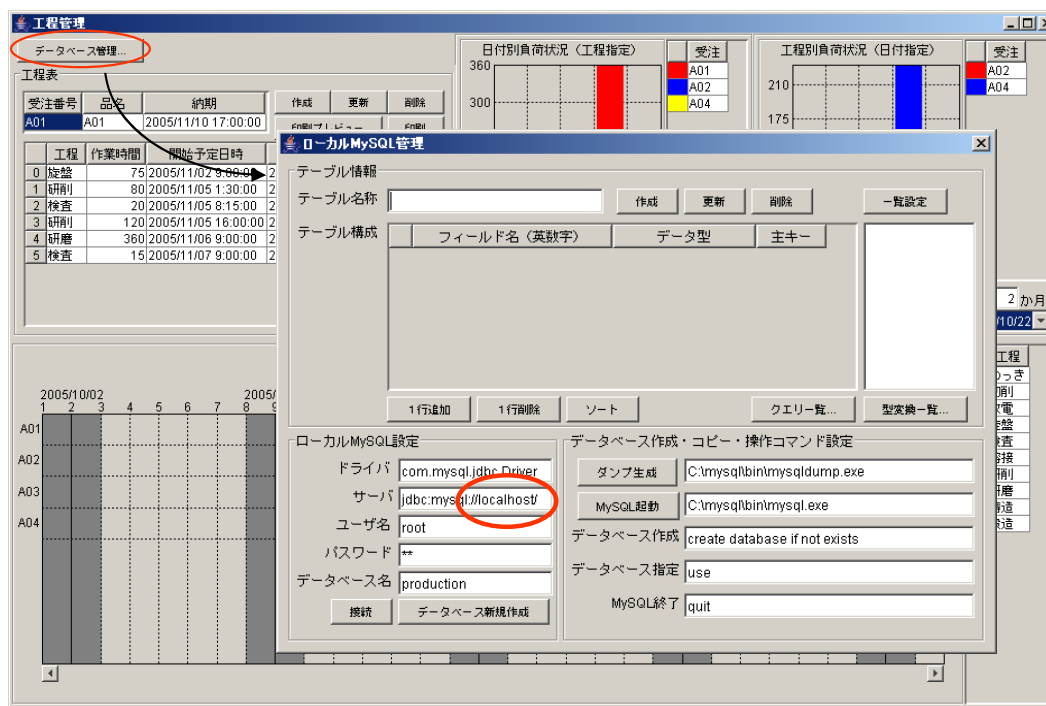 工程管理
データベース管理...
工程表
受注番号 品名 納期
A01 A01 2005/11/10 17:00:00
作成 更新 削除
印刷プレビュー 印刷
工程 作業時間 開始予定日時
0 旋盤 75 2005/11/02 9:00:00 2
1 研削 80 2005/11/05 1:30:00 2
2 検査 20 2005/11/05 8:15:00 2
3 研削 120 2005/11/05 16:00:00 2
4 研磨 360 2005/11/06 9:00:00 2
5 検査 15 2005/11/07 9:00:00 2
日付別負荷状況（工程指定）
360
300
受注
A01
A02
A04
工程別負荷状況（日付指定）
210
175
受注
A02
A04
ローカルMySQL管理
テーブル情報
テーブル名称 作成 更新 削除 一覧設定
テーブル構成 フィールド名（英数字） データ型 主キー
1行追加 1行削除 ソート クエリ一覧... 型変換一覧...
ローカルMySQL設定
ドライバ com.mysql.jdbc.Driver
サーバ jdbc:mysql://localhost/
ユーザ名 root
パスワード **
データベース名 production
接続 データベース新規作成
データベース作成・コピー・操作コマンド設定
ダンプ生成 C:\mysql\bin\mysqldump.exe
MySQL起動 C:\mysql\bin\mysql.exe
データベース作成 create database if not exists
データベース指定 use
MySQL終了 quit
2 か月
/10/22
工程
2005/10/02 2005/
1 2 3 4 5 6 7 8 9
A01
A02
A03
A04